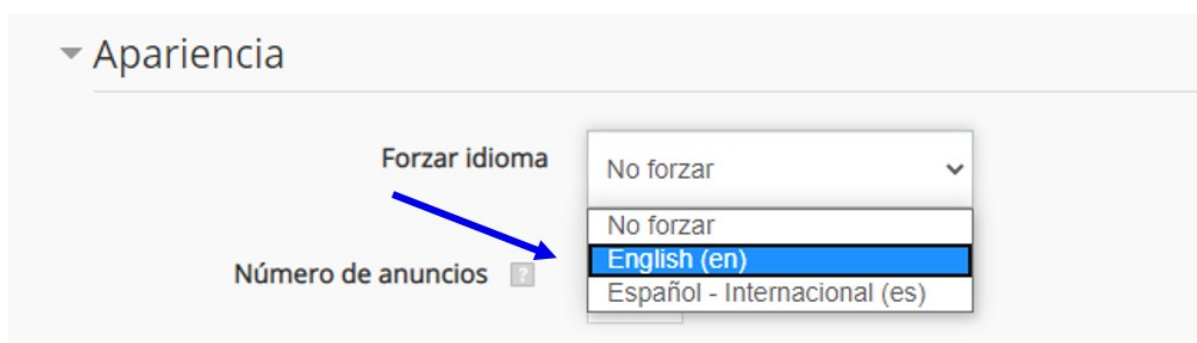 Apariencia
Forzar idioma
No forzar
No forzar
English (en)
Español - Internacional (es)
Número de anuncios ?